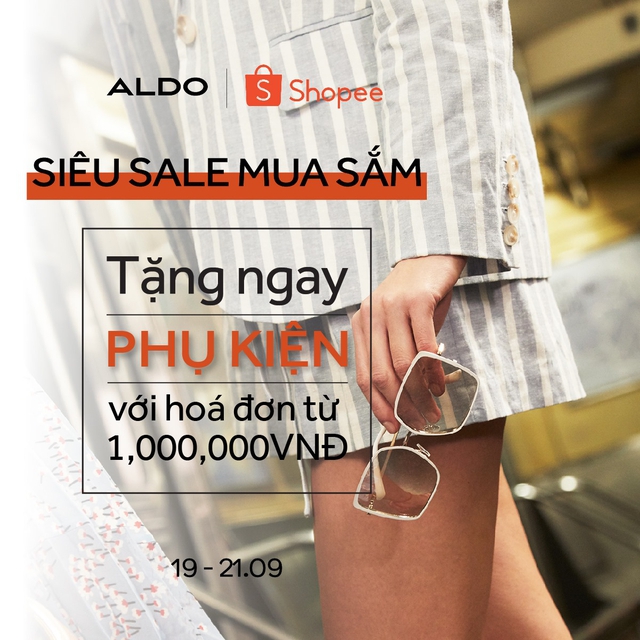 ALDO
S Shopee
SIÊU SALE MUA SẮM
Tặng ngay
PHỤ KIỆN
với hoá đơn từ
1,000,000VNĐ
19 - 21.09